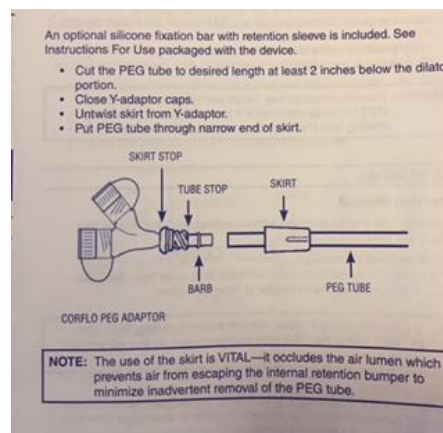 An optional silicone fixation bar with retention sleeve is included. See
Instructions For Use packaged with the device.
• Cut the PEG tube to desired length at least 2 inches below the dilato
portion.
• Close Y-adaptor caps.
• Untwist skirt from Y-adaptor.
• Put PEG tube through narrow end of skirt.
SKIRT STOP
TUBE STOP
SKIRT
BARB
PEG TUBE
CORFLO PEG ADAPTOR
NOTE: The use of the skirt is VITAL—it occludes the air lumen which
prevents air from escaping the internal retention bumper to
minimize inadvertent removal of the PEG tube.